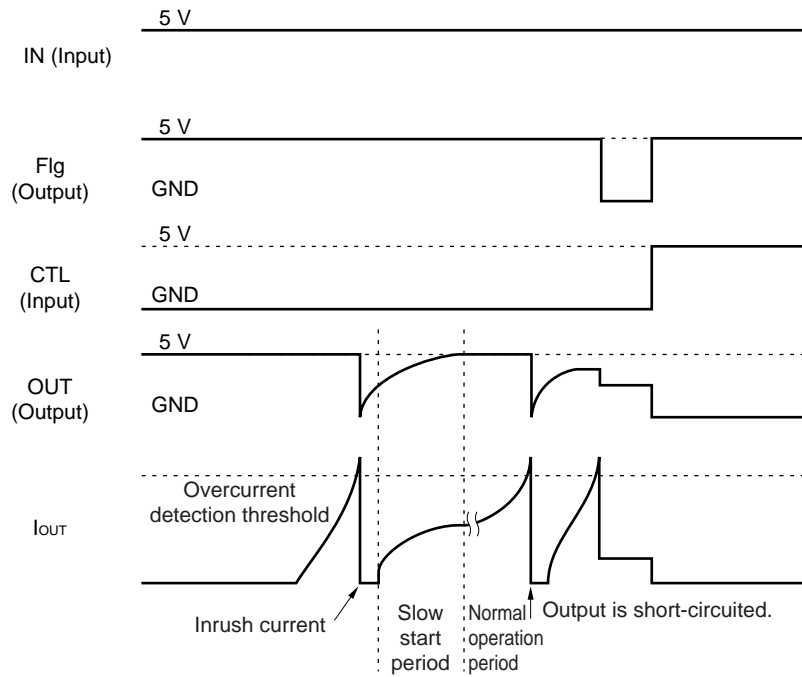 5 V
IN (Input)
5 V
Flg
(Output)
GND
5 V
CTL
(Input)
GND
5 V
OUT
(Output)
GND
Overcurrent
detection threshold
IOUT
Inrush current
Slow
start
period
Normal
operation
period
Output is short-circuited.